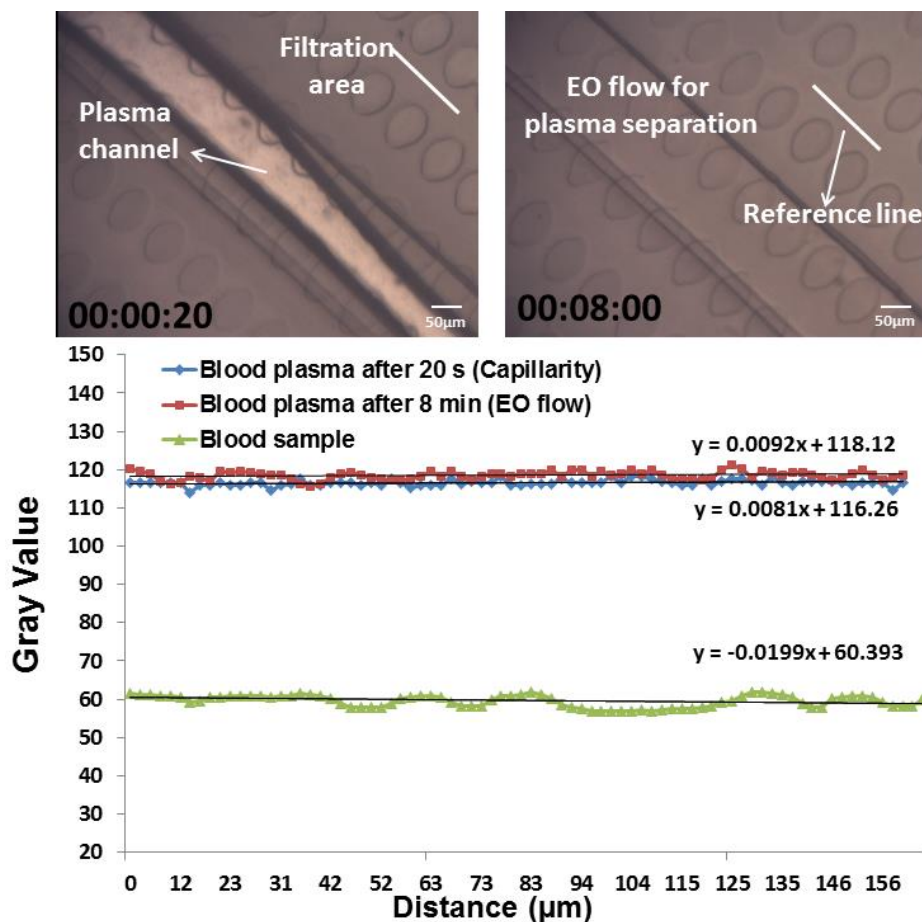 Filtration
area
Plasma
channel
00:00:20
50µm
EO flow for
plasma separation
Reference line
00:08:00
50µm
150
140
130
120
110
100
90
80
70
60
50
40
30
20
Gray Value
Blood plasma after 20 s (Capillarity)
Blood plasma after 8 min (EO flow)
Blood sample
y = 0.0092x + 118.12
y = 0.0081x + 116.26
y = -0.0199x + 60.393
0 12 23 31 42 52 63 73 83 94 104 115 125 135 146 156
Distance (µm)